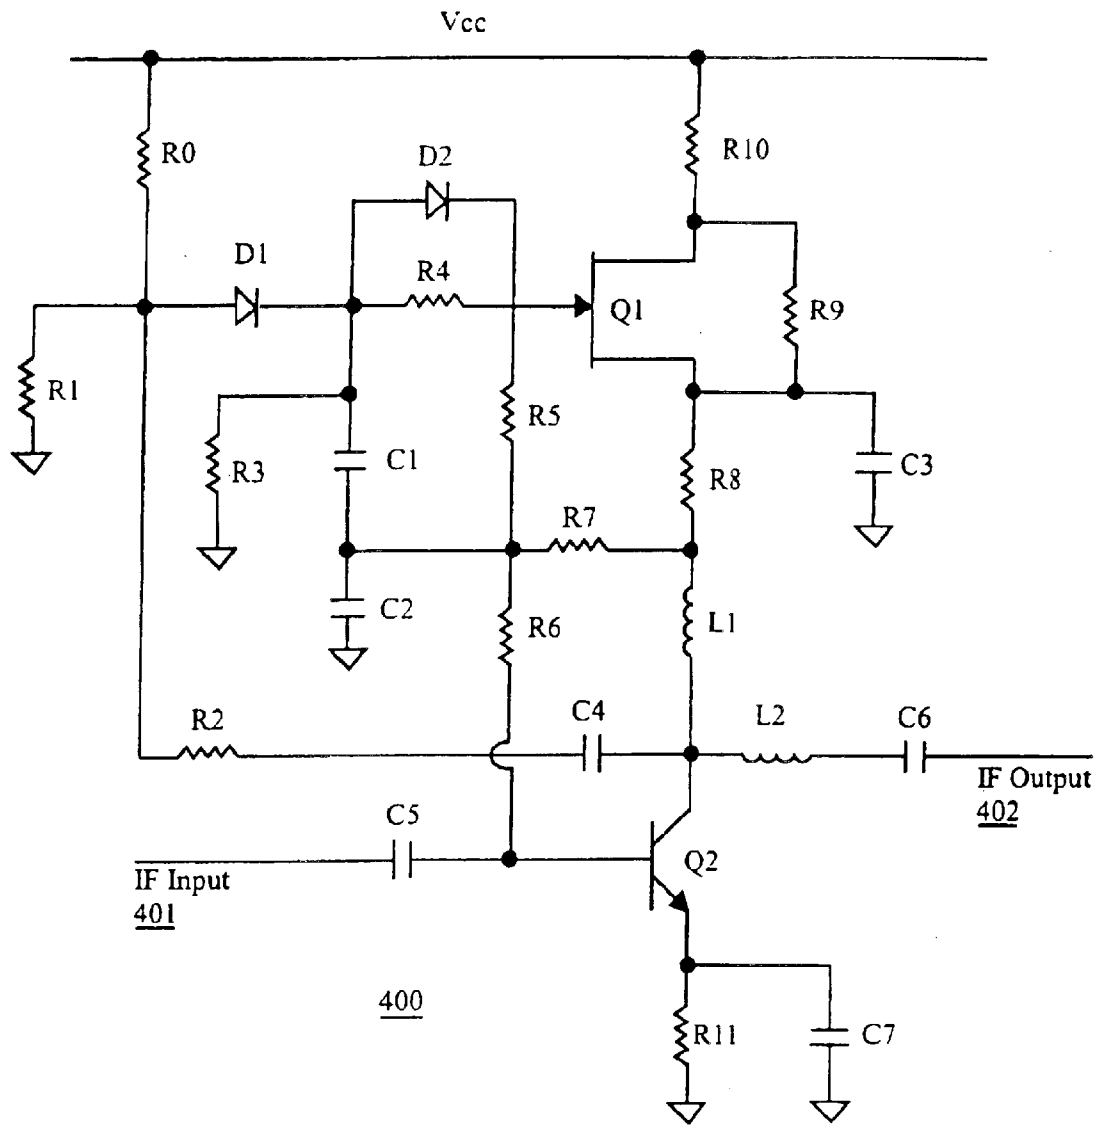 Vcc
R0
R10
D2
D1
R4
Q1
R9
R1
R5
R3
C1
R8
C3
R7
C2
R6
L1
R2
C4
L2
C6
IF Output
402
C5
Q2
IF Input
401
400
R11
C7